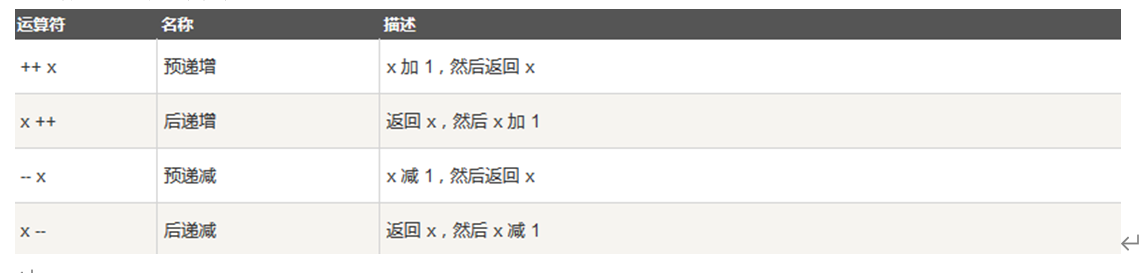 运算符 名称 描述
++ x 预递增 x 加 1，然后返回 x
x ++ 后递增 返回 x，然后 x 加 1
-- x 预递减 x 减 1，然后返回 x
x -- 后递减 返回 x，然后 x 减 1